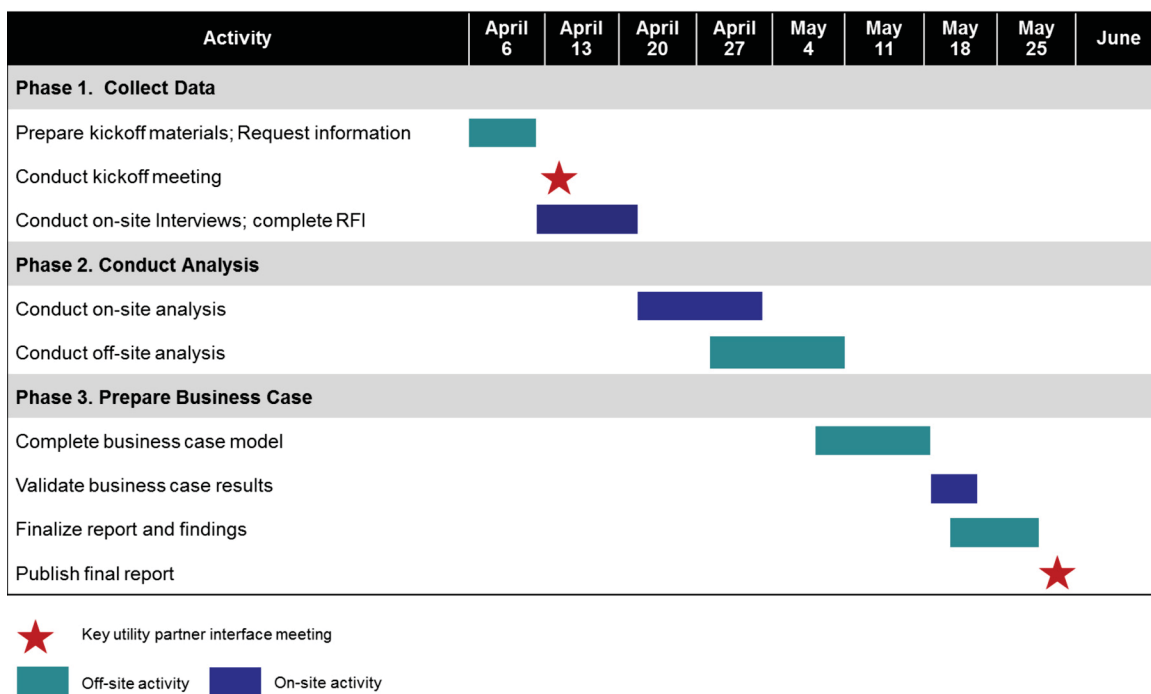 Activity April 6 April 13 April 20 April 27 May 4 May 11 May 18 May 25 June
Phase 1. Collect Data
Prepare kickoff materials; Request information
Conduct kickoff meeting
Conduct on-site Interviews; complete RFI
Phase 2. Conduct Analysis
Conduct on-site analysis
Conduct off-site analysis
Phase 3. Prepare Business Case
Complete business case model
Validate business case results
Finalize report and findings
Publish final report
Key utility partner interface meeting
Off-site activity On-site activity